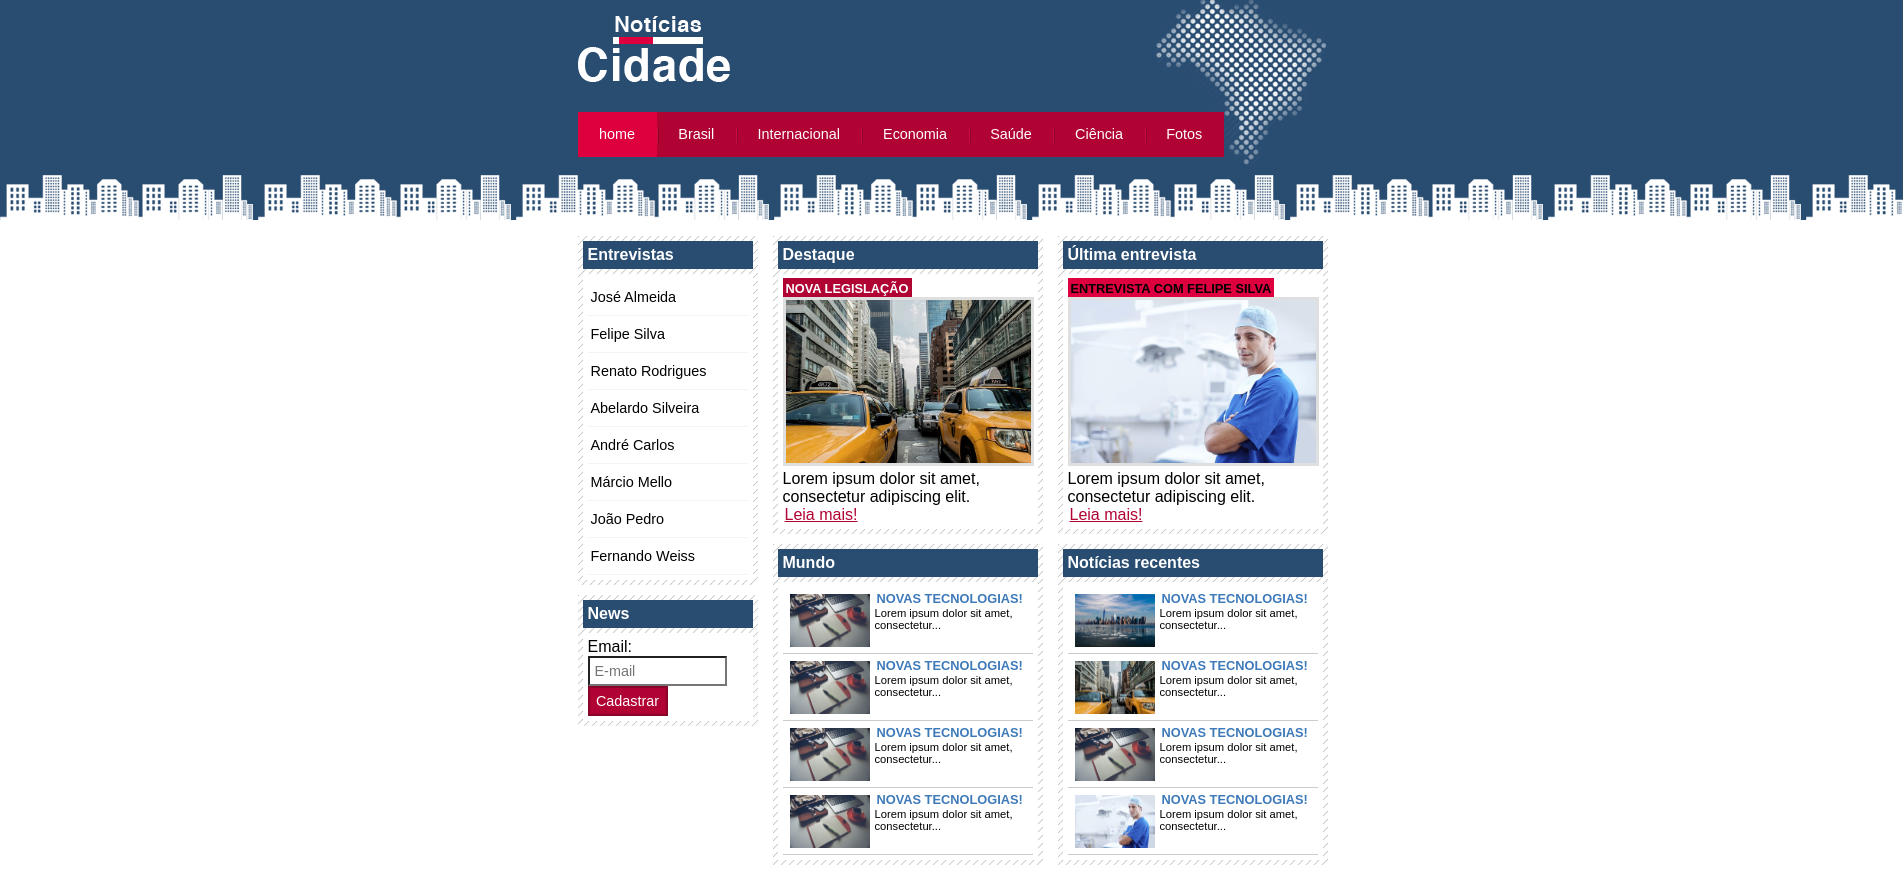 Notícias
Cidade
home Brasil Internacional Economia Saúde Ciência Fotos
Entrevistas
José Almeida
Felipe Silva
Renato Rodrigues
Abelardo Silveira
André Carlos
Márcio Mello
João Pedro
Fernando Weiss
News
Email:
E-mail
Cadastrar
Destaque
NOVA LEGISLAÇÃO
Lorem ipsum dolor sit amet,
consectetur adipiscing elit.
Leia mais!
Última entrevista
ENTREVISTA COM FELIPE SILVA
Lorem ipsum dolor sit amet,
consectetur adipiscing elit.
Leia mais!
Mundo
NOVAS TECNOLOGIAS!
Lorem ipsum dolor sit amet,
consectetur...
NOVAS TECNOLOGIAS!
Lorem ipsum dolor sit amet,
consectetur...
NOVAS TECNOLOGIAS!
Lorem ipsum dolor sit amet,
consectetur...
NOVAS TECNOLOGIAS!
Lorem ipsum dolor sit amet,
consectetur...
Notícias recentes
NOVAS TECNOLOGIAS!
Lorem ipsum dolor sit amet,
consectetur...
NOVAS TECNOLOGIAS!
Lorem ipsum dolor sit amet,
consectetur...
NOVAS TECNOLOGIAS!
Lorem ipsum dolor sit amet,
consectetur...
NOVAS TECNOLOGIAS!
Lorem ipsum dolor sit amet,
consectetur...